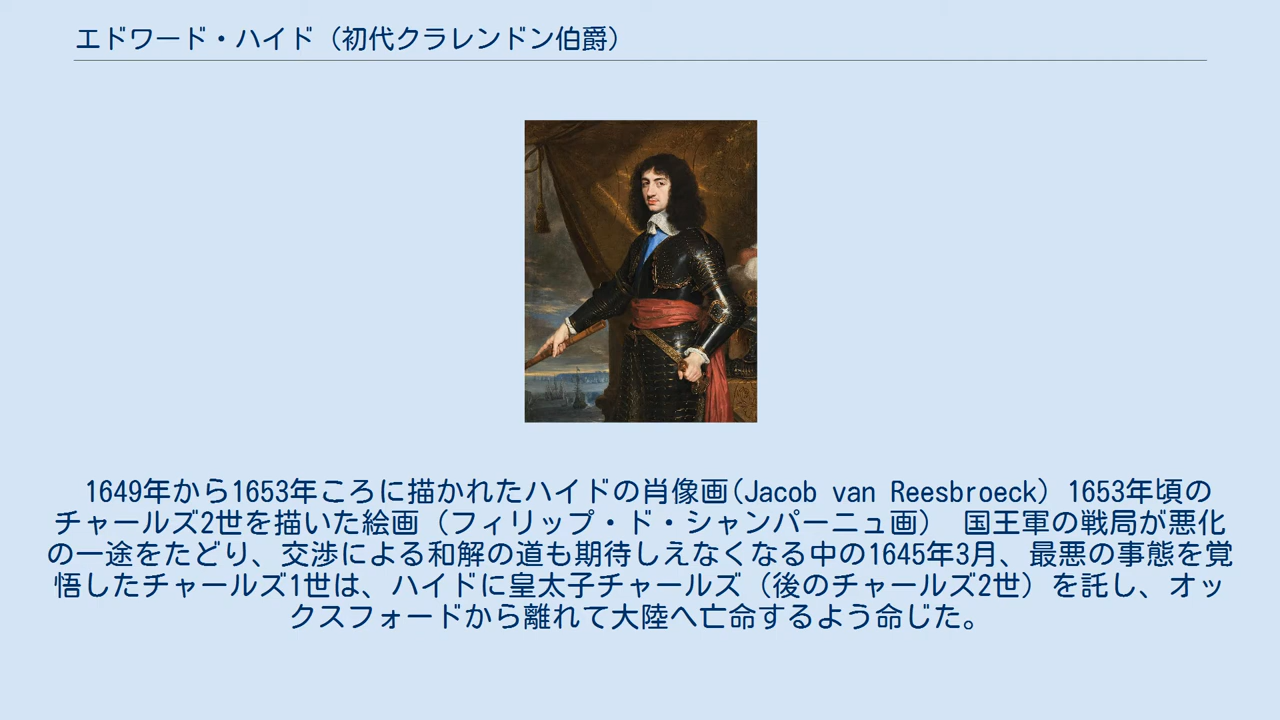 エドワード・ハイド（初代クラレンドン伯爵）
1649年から1653年ころに描かれたハイドの肖像画(Jacob van Reesbroeck) 1653年頃の
チャールズ2世を描いた絵画（フィリップ・ド・シャンパーニュ画） 国王軍の戦局が悪化
の一途をたどり、交渉による和解の道も期待しえなくなる中の1645年3月、最悪の事態を覚
悟したチャールズ1世は、ハイドに皇太子チャールズ（後のチャールズ2世）を託し、オッ
クスフォードから離れて大陸へ亡命するよう命じた。